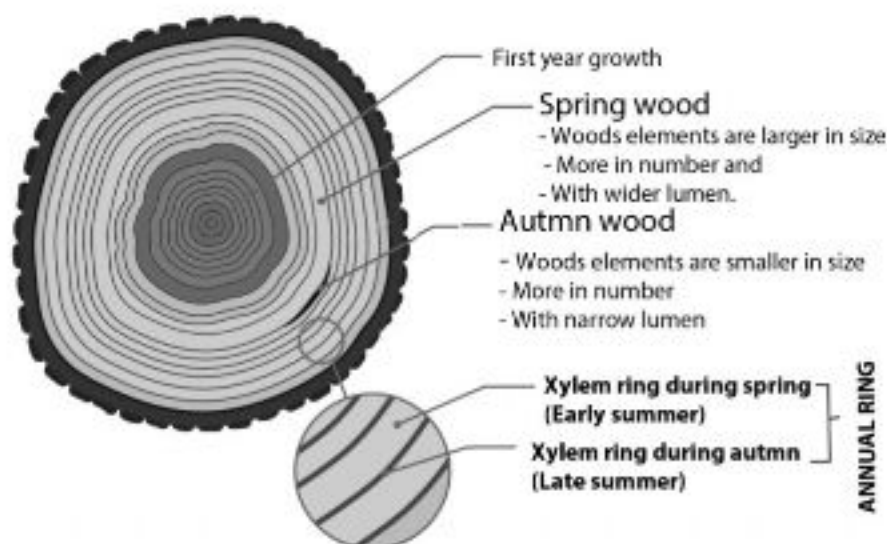 First year growth
Spring wood
- Woods elements are larger in size
- More in number and
- With wider lumen.
Autmn wood
- Woods elements are smaller in size
- More in number
- With narrow lumen
Xylem ring during spring
(Early summer)
Xylem ring during autmn
(Late summer)
ANNUAL RING